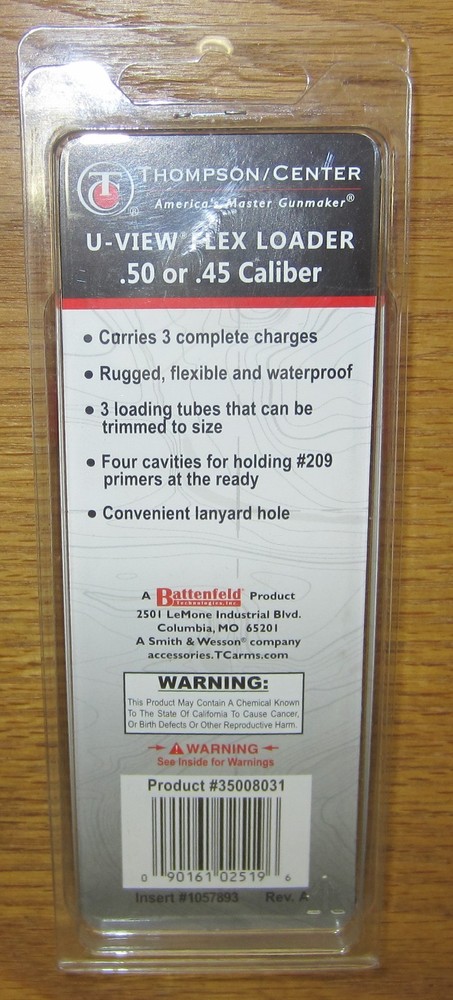 THOMPSON/CENTER
America's Master Gunmaker®
U-VIEW FLEX LOADER
.50 or .45 Caliber
• Carries 3 complete charges
• Rugged, flexible and waterproof
• 3 loading tubes that can be
trimmed to size
• Four cavities for holding #209
primers at the ready
• Convenient lanyard hole
A Battenfeld® Product
Technologies, Inc.
2501 LeMone Industrial Blvd.
Columbia, MO 65201
A Smith & Wesson® company
accessories.TCarms.com
WARNING:
This Product May Contain A Chemical Known
To The State Of California To Cause Cancer,
Or Birth Defects Or Other Reproductive Harm.
WARNING
See Inside for Warnings
Product #35008031
0 90161 02519 6
Insert #1057893 Rev. A